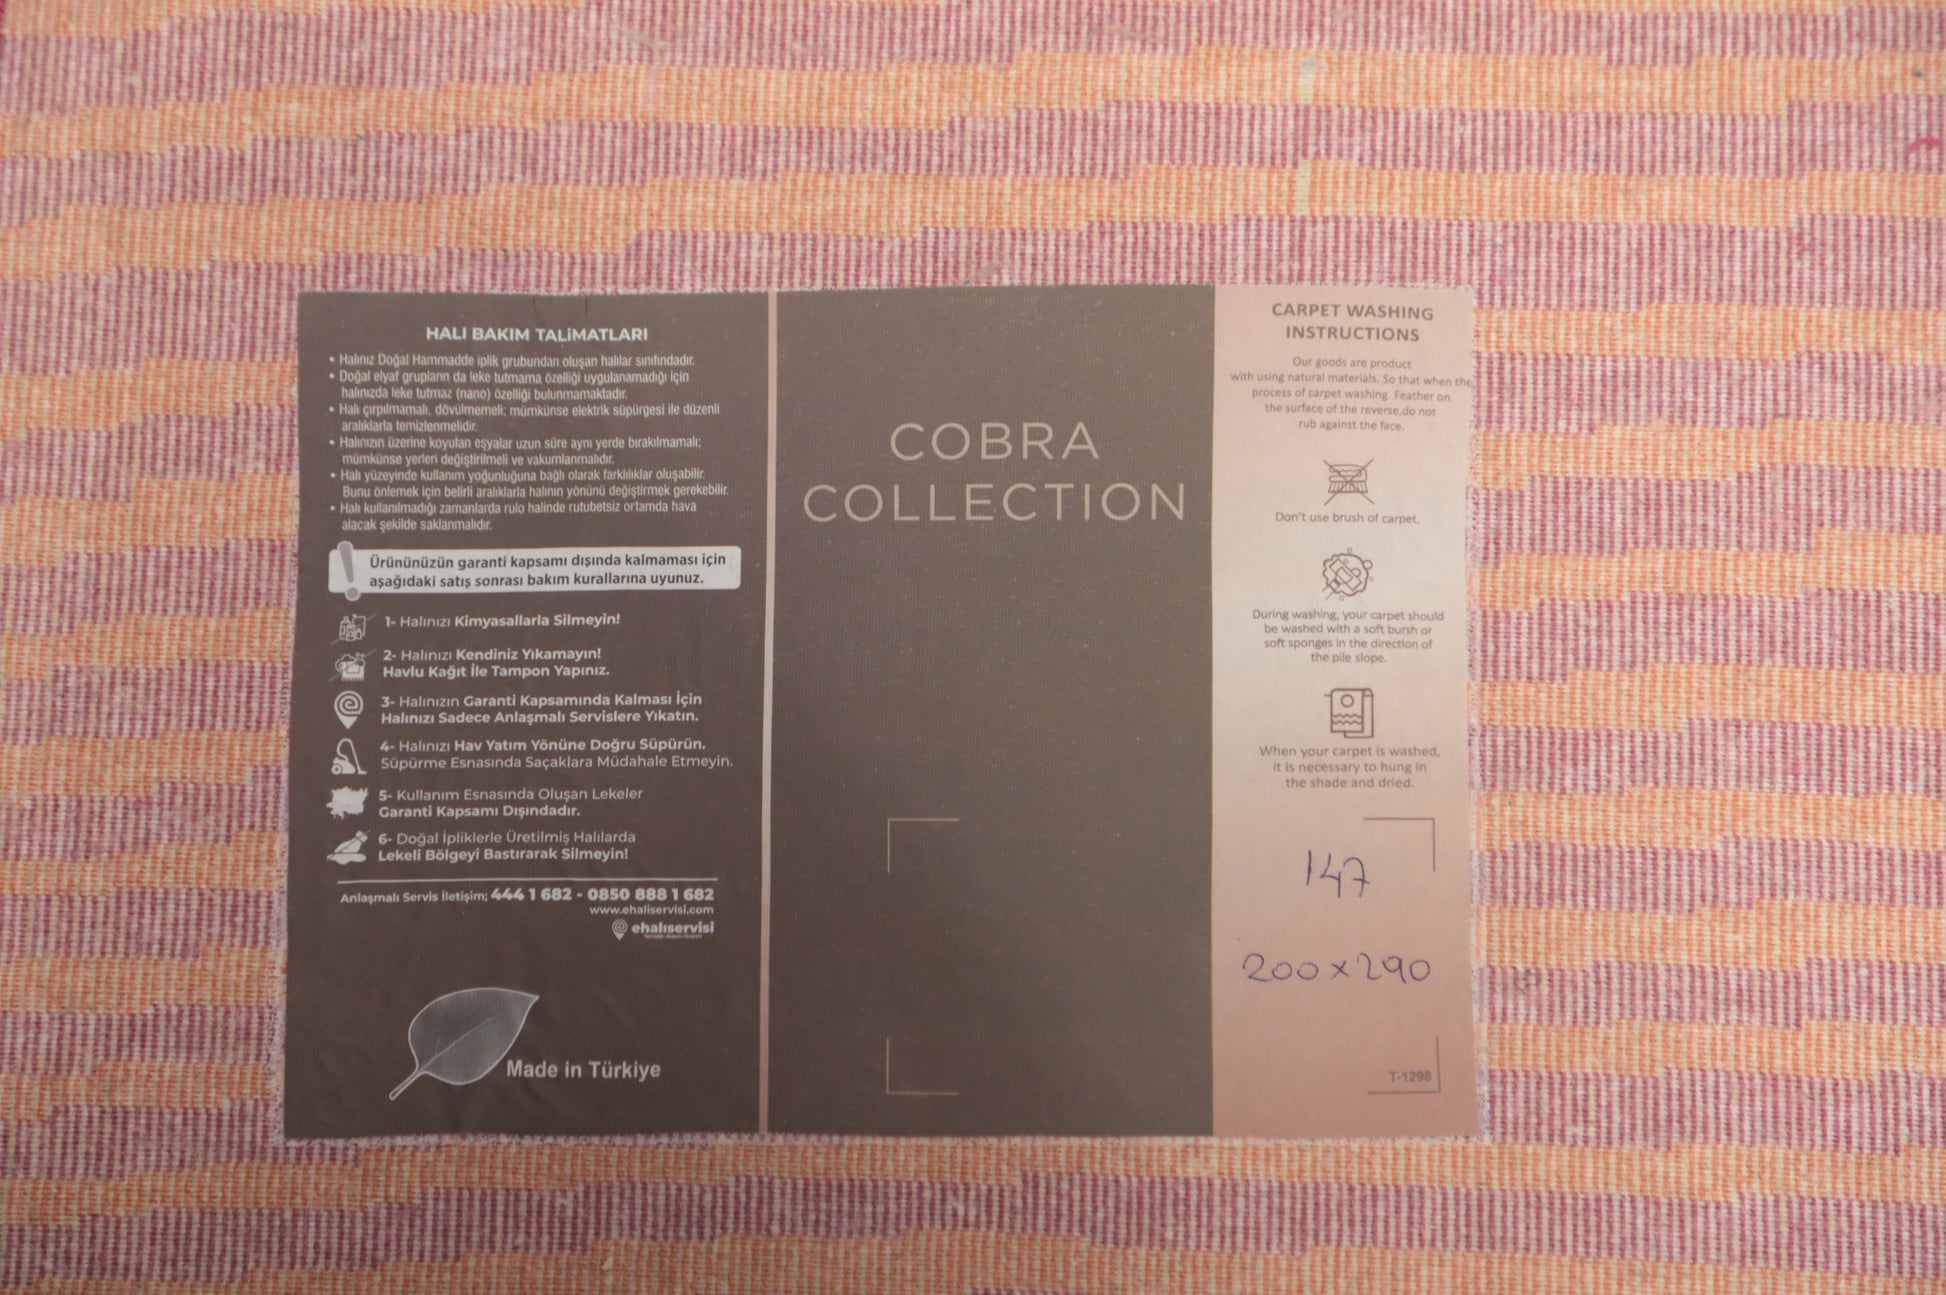 HALI BAKIM TALİMATLARI
• Halınız Doğal Hammadde iplik grubundan oluşan halılar sınıfındadır.
• Doğal elyaf grupların da leke tutmama özelliği uygulanamadığı için
halınızda leke tutmaz (nano) özelliği bulunmamaktadır.
• Halı çırpılmamalı, dövülmemeli; mümkünse elektrik süpürgesi ile düzenli
aralıklarla temizlenmelidir.
• Halınızın üzerine koyulan eşyalar uzun süre aynı yerde bırakılmamalı;
mümkünse yerleri değiştirilmeli ve vakumlanmalıdır.
• Halı yüzeyinde kullanım yoğunluğuna bağlı olarak farklılıklar oluşabilir.
Bunu önlemek için belirli aralıklarla halının yönünü değiştirmek gerekebilir.
• Halı kullanılmadığı zamanlarda rulo halinde rutubetsiz ortamda hava
alacak şekilde saklanmalıdır.
Ürününüzün garanti kapsamı dışında kalmaması için
aşağıdaki satış sonrası bakım kurallarına uyunuz.
1- Halınızı Kimyasallarla Silmeyin!
2- Halınızı Kendiniz Yıkamayın!
Havlu Kağıt İle Tampon Yapınız.
3- Halınızın Garanti Kapsamında Kalması İçin
Halınızı Sadece Anlaşmalı Servislere Yıkatın.
4- Halınızı Hav Yatım Yönüne Doğru Süpürün.
Süpürme Esnasında Saçaklara Müdahale Etmeyin.
5- Kullanım Esnasında Oluşan Lekeler
Garanti Kapsamı Dışındadır.
6- Doğal İpliklerle Üretilmiş Halılarda
Lekeli Bölgeyi Bastırarak Silmeyin!
Anlaşmalı Servis İletişim; 444 1 682 - 0850 888 1 682
www.ehaliservisi.com
ehalıservisi
Made in Türkiye
COBRA
COLLECTION
CARPET WASHING
INSTRUCTIONS
Our goods are product
with using natural materials. So that when the
process of carpet washing. Feather on
the surface of the reverse,do not
rub against the face.
Don't use brush of carpet.
During washing, your carpet should
be washed with a soft bursh or
soft sponges in the direction of
the pile slope.
When your carpet is washed,
it is necessary to hung in
the shade and dried.
147
200x290
T-1298